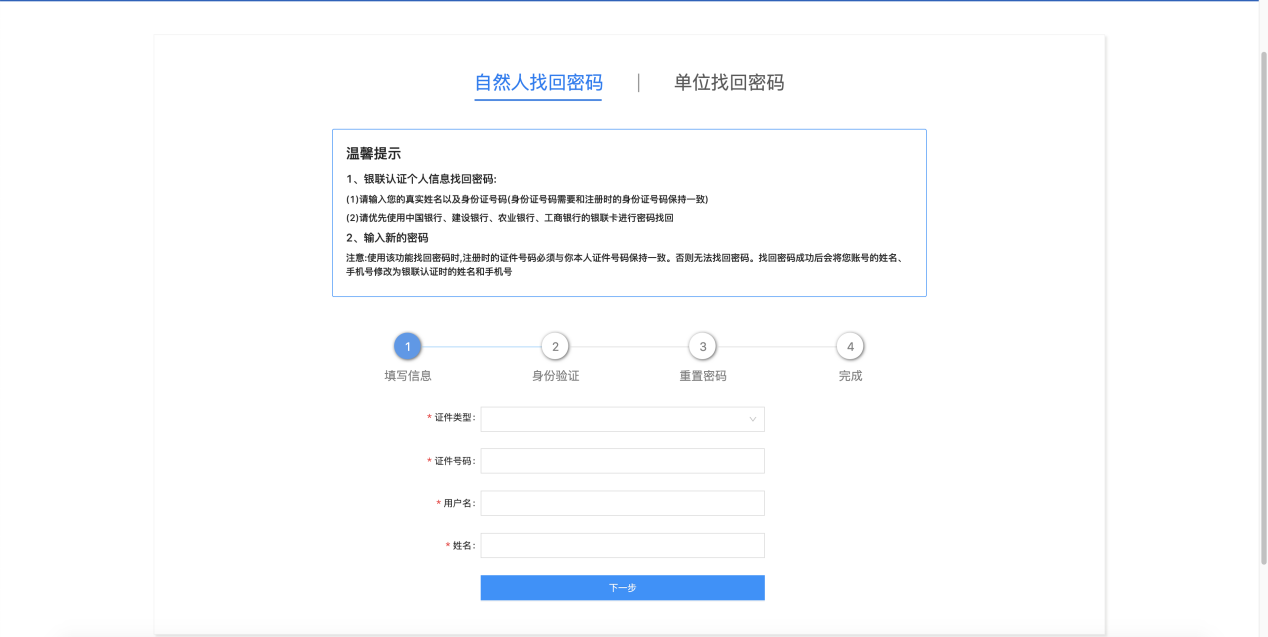 自然人找回密码 | 单位找回密码
温馨提示
1、银联认证个人信息找回密码:
(1)请输入您的真实姓名以及身份证号码(身份证号码需要和注册时的身份证号码保持一致)
(2)请优先使用中国银行、建设银行、农业银行、工商银行的银联卡进行密码找回
2、输入新的密码
注意:使用该功能找回密码时,注册时的证件号码必须与你本人证件号码保持一致。否则无法找回密码。找回密码成功后会将您账号的姓名、
手机号修改为银联认证时的姓名和手机号
1 2 3 4
填写信息 身份验证 重置密码 完成
* 证件类型:
* 证件号码:
* 用户名:
* 姓名:
下一步